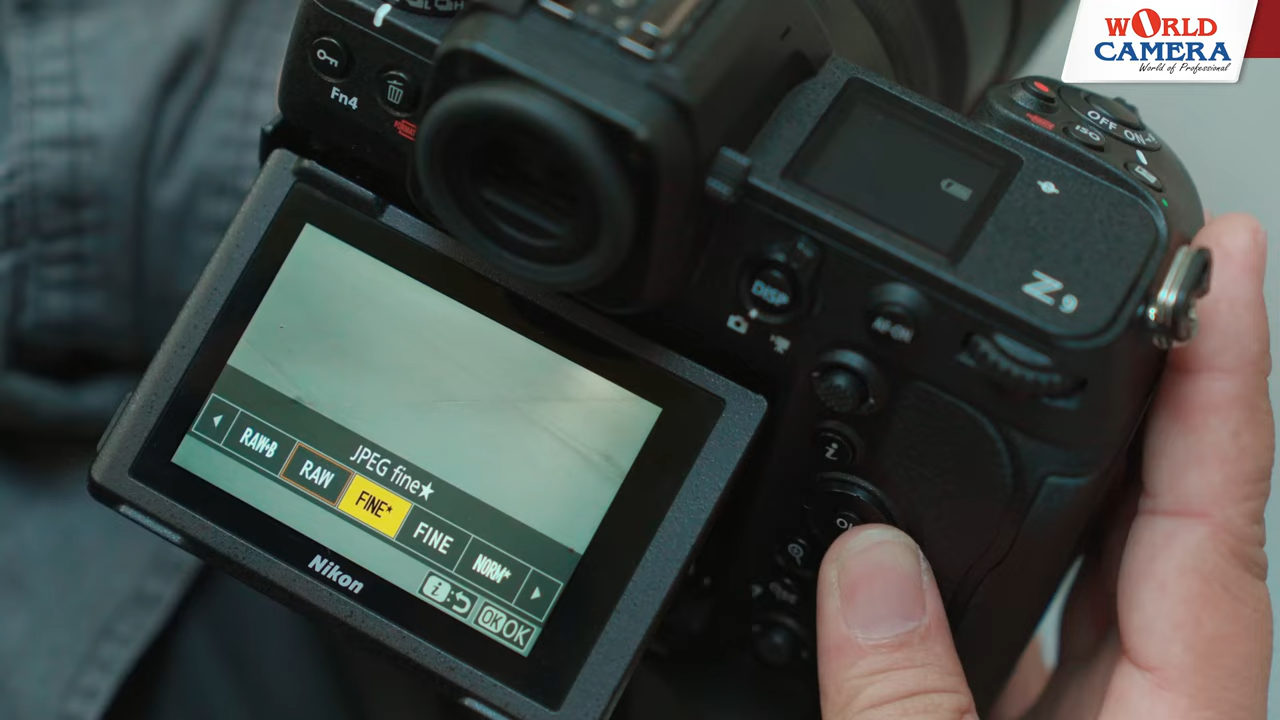 WORLD
CAMERA
World of Professional
Fn4
OFF ON
ISO
Z9
DISP
AF-ON
i
JPEG fine★
RAW+B
RAW
FINE★
FINE
NORM★
i
OK OK
Nikon